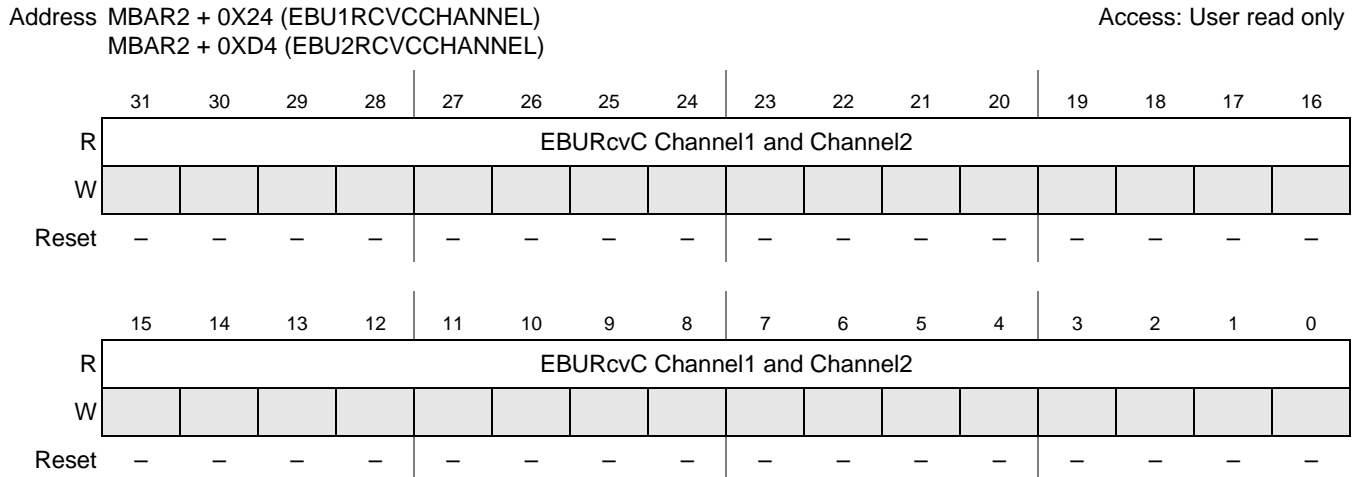 Address MBAR2 + 0X24 (EBU1RCVCCHANNEL) Access: User read only
MBAR2 + 0XD4 (EBU2RCVCCHANNEL)
31 30 29 28 27 26 25 24 23 22 21 20 19 18 17 16
R EBURcvC Channel1 and Channel2
W
Reset – – – – – – – – – – – – – – – –
15 14 13 12 11 10 9 8 7 6 5 4 3 2 1 0
R EBURcvC Channel1 and Channel2
W
Reset – – – – – – – – – – – – – – – –